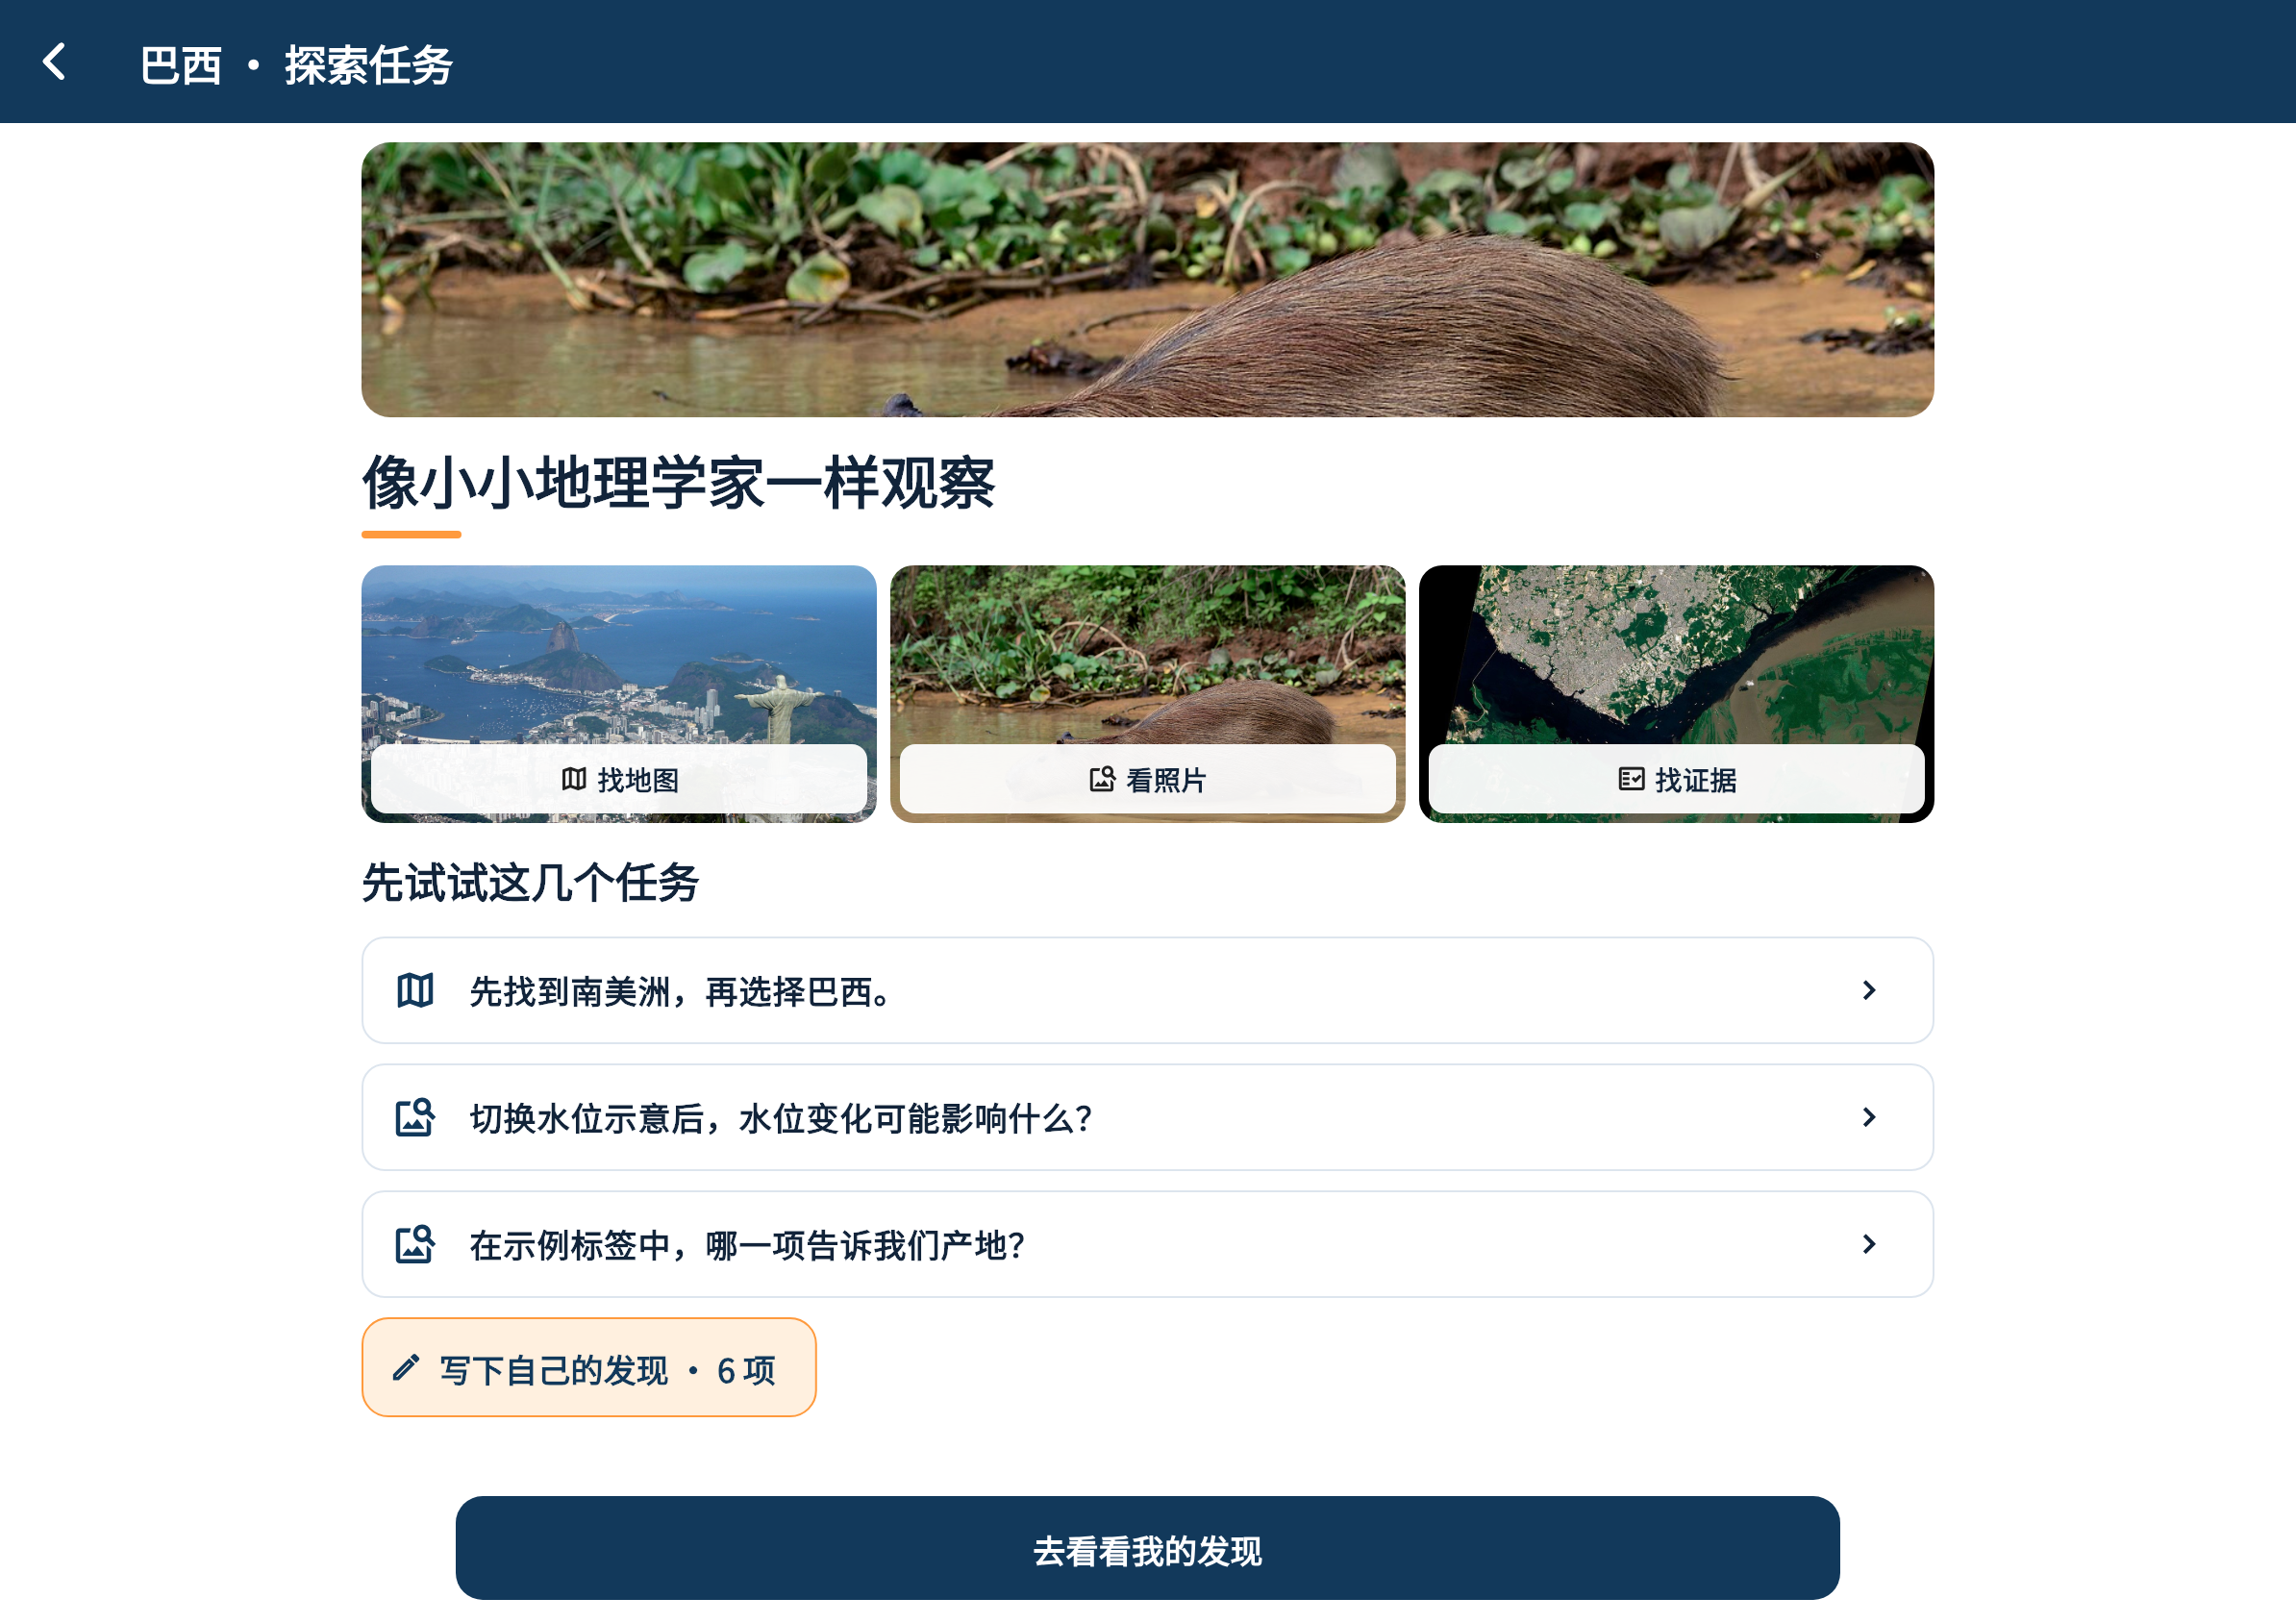 巴西 · 探索任务
像小小地理学家一样观察
找地图
看照片
找证据
先试试这几个任务
先找到南美洲，再选择巴西。
切换水位示意后，水位变化可能影响什么？
在示例标签中，哪一项告诉我们产地？
写下自己的发现 · 6 项
去看看我的发现